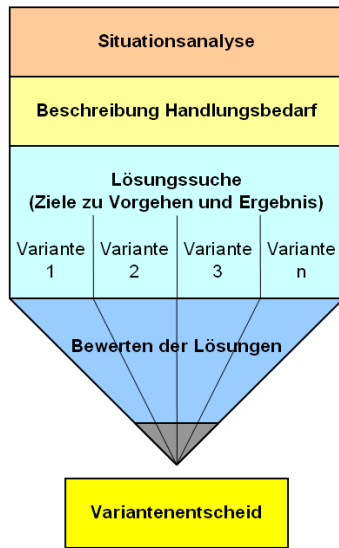 Situationsanalyse
Beschreibung Handlungsbedarf
Lösungssuche
(Ziele zu Vorgehen und Ergebnis)
Variante Variante Variante Variante
1 2 3 n
Bewerten der Lösungen
Variantenentscheid